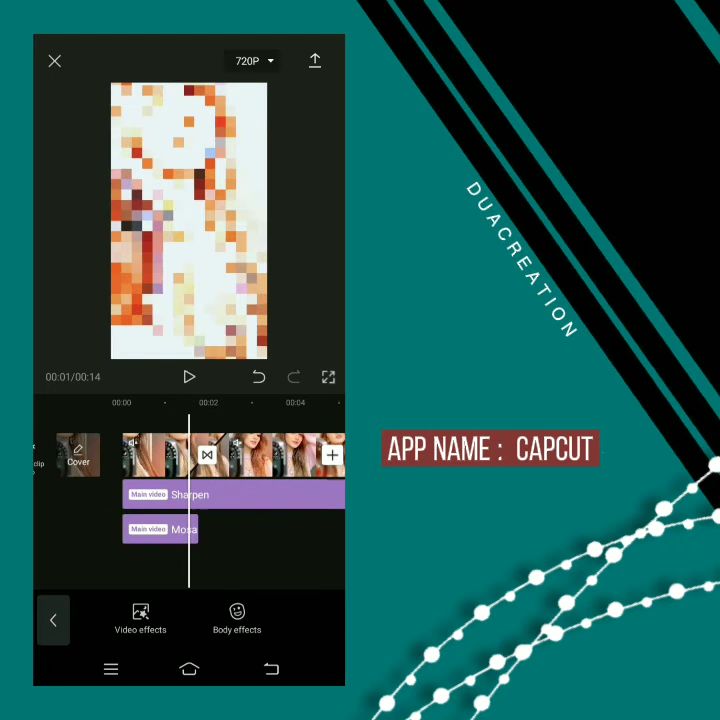 720P
DUACREATION
00:01/00:14
00:00
00:02
00:04
APP NAME : CAPCUT
clip
Cover
Main video Sharpen
Main video Mosa
Video effects
Body effects